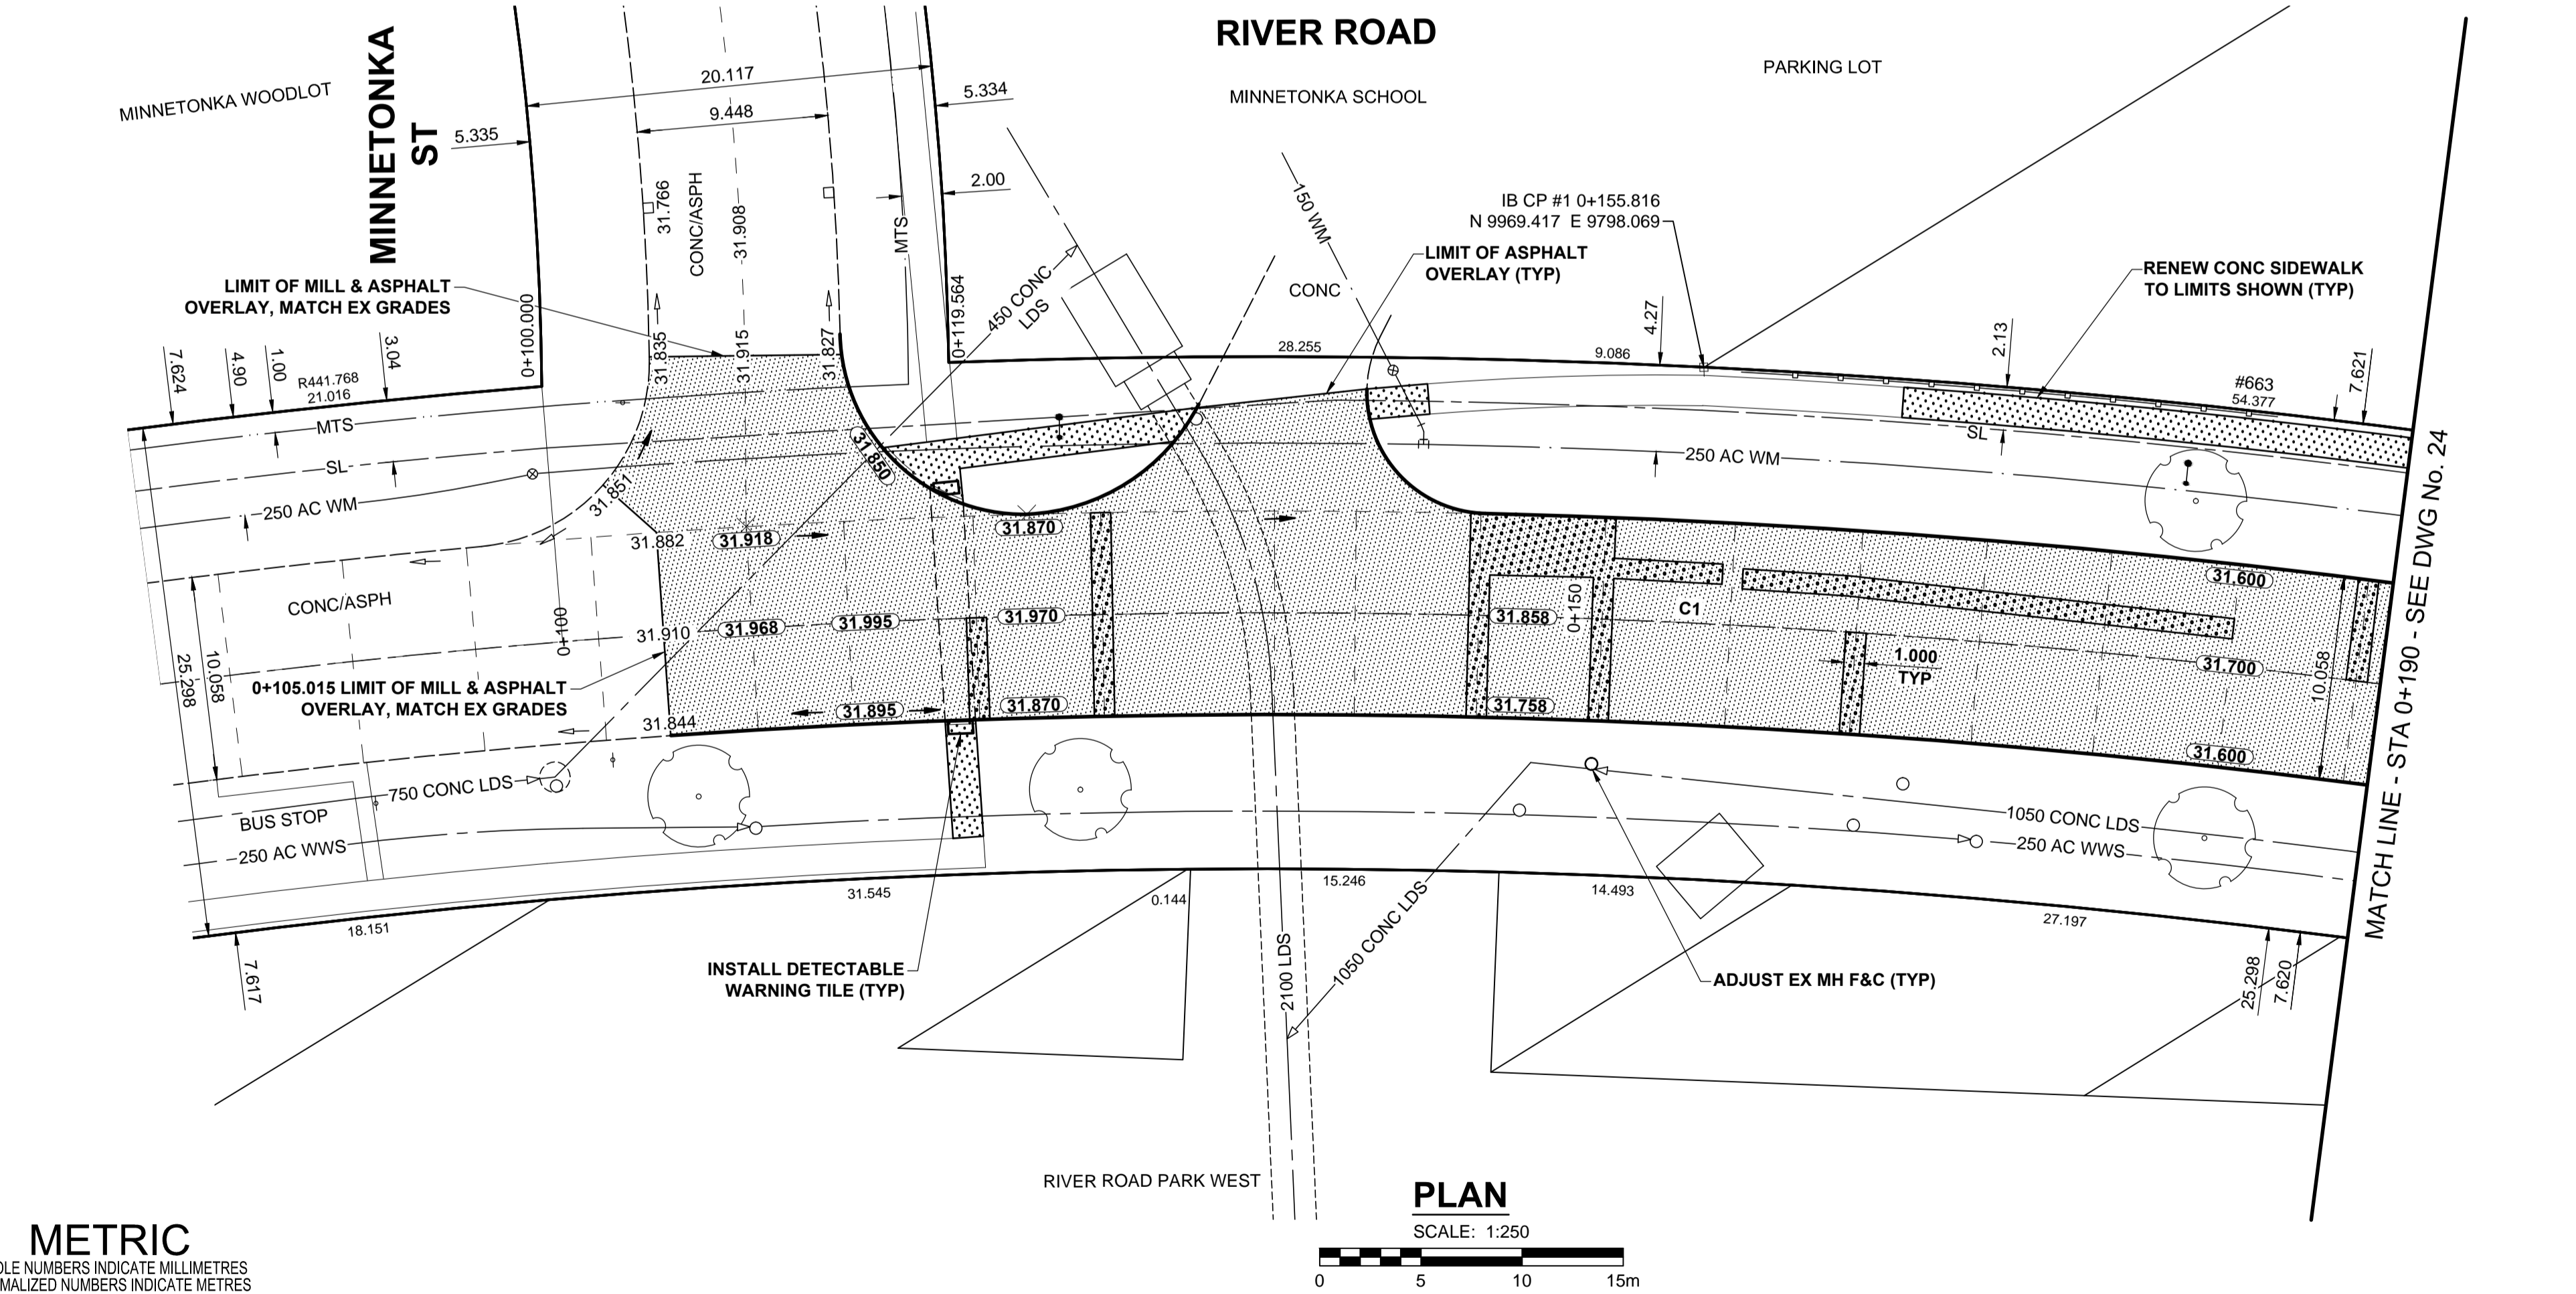 RIVER ROAD
MINNETONKA
ST
MINNETONKA WOODLOT
MINNETONKA SCHOOL
PARKING LOT
20.117
9.448
5.334
5.335
2.00
31.766
CONC/ASPH
31.908
MTS
450 CONC
LDS
150 WM
CONC
IB CP #1 0+155.816
N 9969.417 E 9798.069
LIMIT OF ASPHALT
OVERLAY (TYP)
RENEW CONC SIDEWALK
TO LIMITS SHOWN (TYP)
LIMIT OF MILL & ASPHALT
OVERLAY, MATCH EX GRADES
0+100.000
0+119.564
31.835
31.915
31.827
7.624
4.90
1.00
3.04
R441.768
21.016
28.255
9.086
4.27
2.13
#663
54.377
7.621
MTS
SL
250 AC WM
31.851
31.850
250 AC WM
SL
31.882
31.918
31.870
31.600
CONC/ASPH
0+100
31.910
31.968
31.995
31.970
31.858
0+150
C1
1.000
TYP
31.700
10.058
25.298
10.058
0+105.015 LIMIT OF MILL & ASPHALT
OVERLAY, MATCH EX GRADES
31.844
31.895
31.870
31.758
31.600
MATCH LINE - STA 0+190 - SEE DWG No. 24
750 CONC LDS
BUS STOP
250 AC WWS
1050 CONC LDS
250 AC WWS
18.151
31.545
0.144
15.246
14.493
27.197
7.617
2100 LDS
1050 CONC LDS
25.298
7.620
INSTALL DETECTABLE
WARNING TILE (TYP)
ADJUST EX MH F&C (TYP)
RIVER ROAD PARK WEST
PLAN
SCALE: 1:250
0 5 10 15m
METRIC
NUMBERS INDICATE MILLIMETRES
NUMBERS INDICATE METRES